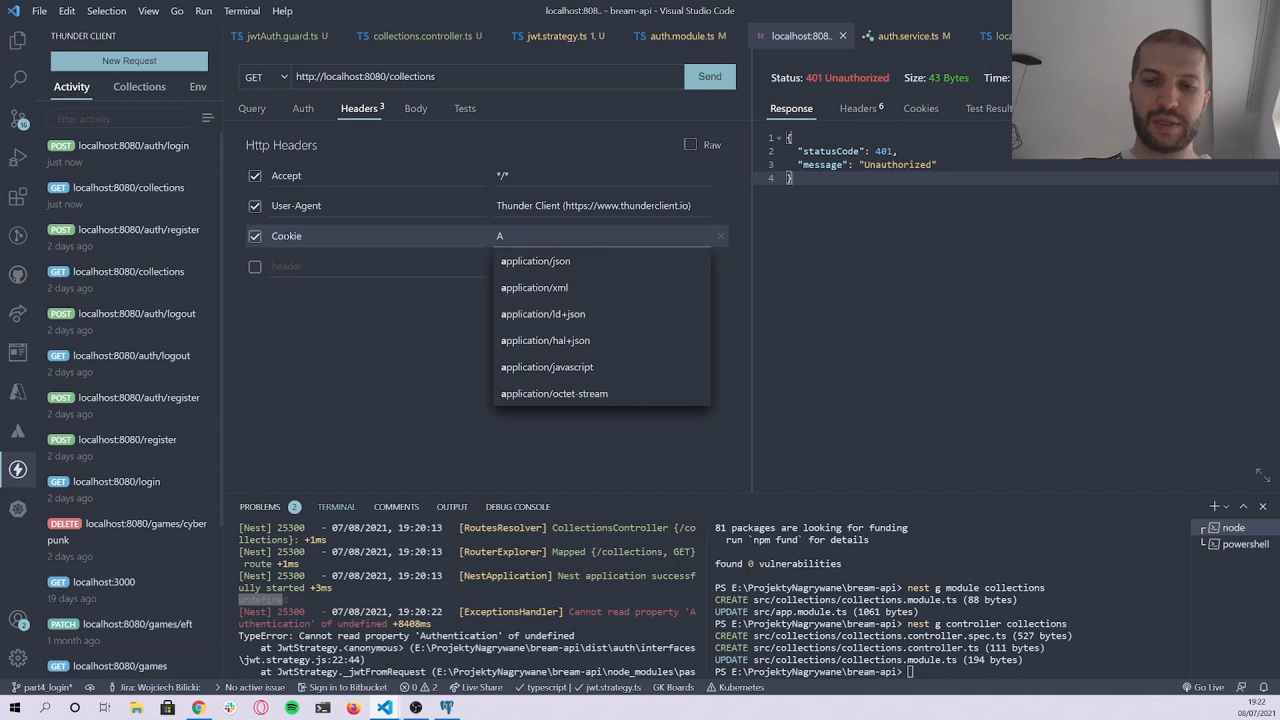 File Edit Selection View Go Run Terminal Help
localhost:808.. - bream-api - Visual Studio Code
THUNDER CLIENT
New Request
Activity Collections Env
filter activity
POST localhost:8080/auth/login
just now
GET localhost:8080/collections
just now
POST localhost:8080/auth/register
2 days ago
GET localhost:8080/collections
2 days ago
POST localhost:8080/auth/logout
2 days ago
GET localhost:8080/auth/logout
2 days ago
POST localhost:8080/auth/register
2 days ago
POST localhost:8080/register
2 days ago
GET localhost:8080/login
2 days ago
DELETE localhost:8080/games/cyber
punk
2 days ago
GET localhost:3000
19 days ago
PATCH localhost:8080/games/eft
1 month ago
GET localhost:8080/games
16
2
TS jwtAuth.guard.ts TS collections.controller.ts TS jwt.strategy.ts 1, U TS auth.module.ts M
GET http://localhost:8080/collections Send
Query Auth Headers 3 Body Tests
Http Headers Raw
Accept */*
User-Agent Thunder Client (https://www.thunderclient.io)
Cookie A
header
application/json
application/xml
application/ld+json
application/hal+json
application/javascript
application/octet-stream
localhost:808.. auth.service.ts M TS
Status: 401 Unauthorized Size: 43 Bytes Time:
Response Headers 6 Cookies Test Result
1 {
2 "statusCode": 401,
3 "message": "Unauthorized"
4 }
PROBLEMS 2 TERMINAL COMMENTS OUTPUT DEBUG CONSOLE
[Nest] 25300 - 07/08/2021, 19:20:13 [RoutesResolver] CollectionsController {/co
llections}: +1ms
[Nest] 25300 - 07/08/2021, 19:20:13 [RouterExplorer] Mapped {/collections, GET}
route +1ms
[Nest] 25300 - 07/08/2021, 19:20:13 [NestApplication] Nest application successf
ully started +3ms
undefined
[Nest] 25300 - 07/08/2021, 19:20:22 [ExceptionsHandler] Cannot read property 'A
uthentication' of undefined +8408ms
TypeError: Cannot read property 'Authentication' of undefined
at JwtStrategy.<anonymous> (E:\ProjektyNagrywane\bream-api\dist\auth\interfaces
\jwt.strategy.js:22:44)
at JwtStrategy._jwtFromRequest (E:\ProjektyNagrywane\bream-api\node_modules\pas
81 packages are looking for funding
run `npm fund` for details
found 0 vulnerabilities
PS E:\ProjektyNagrywane\bream-api> nest g module collections
CREATE src/collections/collections.module.ts (88 bytes)
UPDATE src/app.module.ts (1061 bytes)
PS E:\ProjektyNagrywane\bream-api> nest g controller collections
CREATE src/collections/collections.controller.spec.ts (527 bytes)
CREATE src/collections/collections.controller.ts (111 bytes)
UPDATE src/collections/collections.module.ts (194 bytes)
PS E:\ProjektyNagrywane\bream-api>
node
powershell
part4_login* Jira: Wojciech Bilicki: No active issue Sign in to Bitbucket 0 2 Live Share typescript | jwt.strategy.ts GK Boards Kubernetes Go Live
19:22
08/07/2021